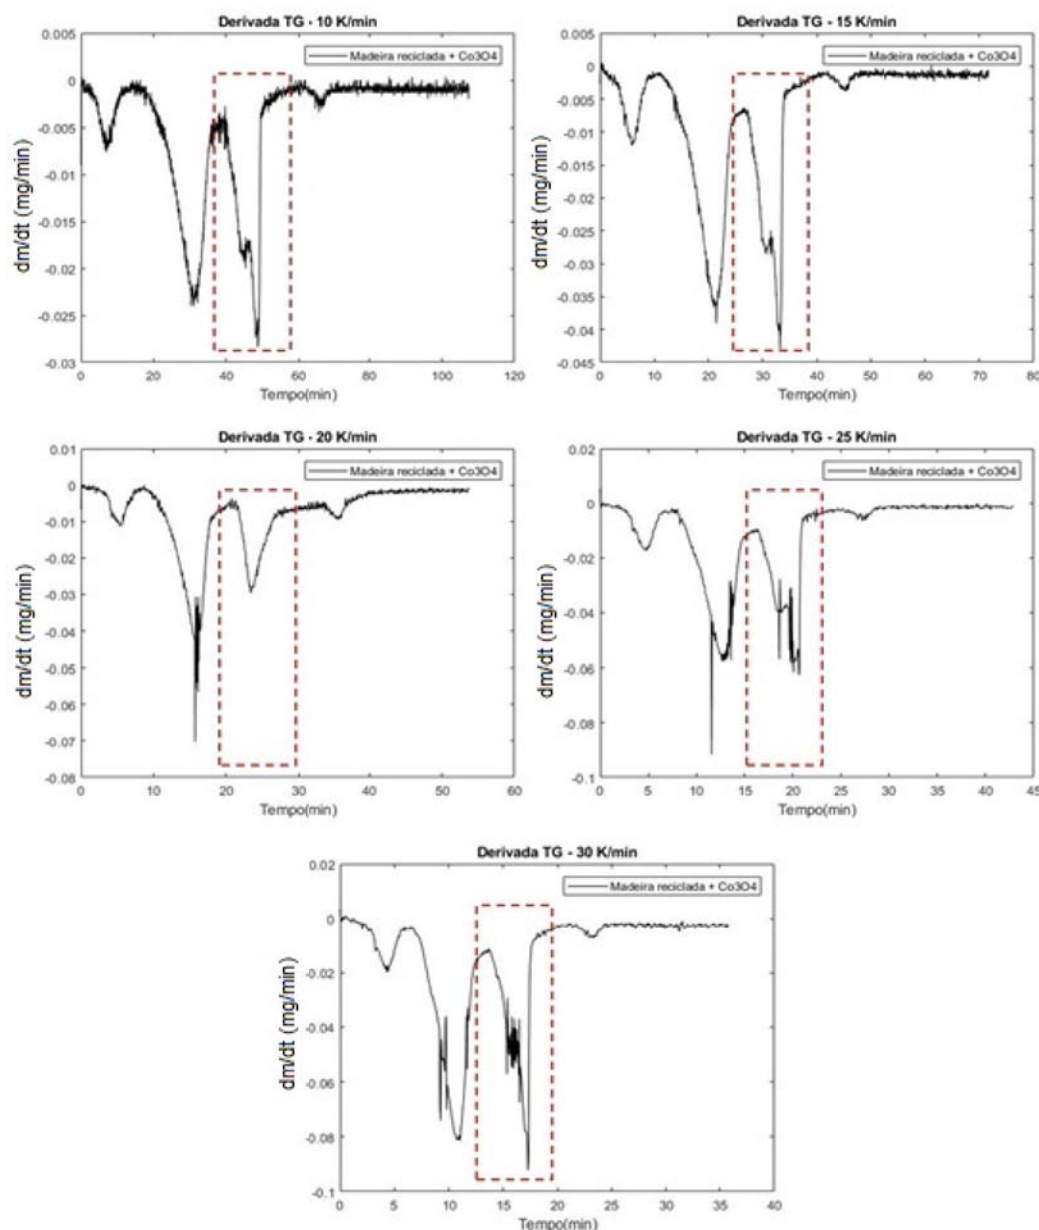 Derivada TG - 10 K/min
0.005
0
-0.005
-0.01
-0.015
-0.02
-0.025
-0.03
dm/dt (mg/min)
Madeira reciclada + Co3O4
0 20 40 60 80 100 120
Tempo(min)
Derivada TG - 15 K/min
0.005
0
-0.005
-0.01
-0.015
-0.02
-0.025
-0.03
-0.035
-0.04
-0.045
dm/dt (mg/min)
Madeira reciclada + Co3O4
0 10 20 30 40 50 60 70 80
Tempo(min)
Derivada TG - 20 K/min
0.01
0
-0.01
-0.02
-0.03
-0.04
-0.05
-0.06
-0.07
-0.08
dm/dt (mg/min)
Madeira reciclada + Co3O4
0 10 20 30 40 50 60
Tempo(min)
Derivada TG - 25 K/min
0.02
0
-0.02
-0.04
-0.06
-0.08
-0.1
dm/dt (mg/min)
Madeira reciclada + Co3O4
0 5 10 15 20 25 30 35 40 45
Tempo(min)
Derivada TG - 30 K/min
0.02
0
-0.02
-0.04
-0.06
-0.08
-0.1
dm/dt (mg/min)
Madeira reciclada + Co3O4
0 5 10 15 20 25 30 35 40
Tempo(min)